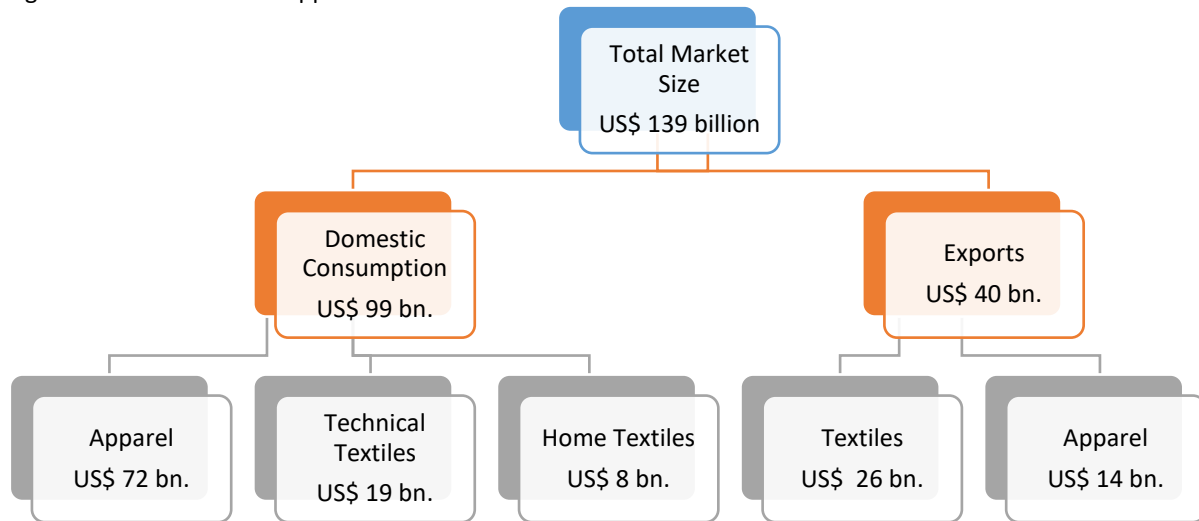 Total Market
Size
US$ 139 billion
Domestic
Consumption
US$ 99 bn.
Exports
US$ 40 bn.
Apparel
US$ 72 bn.
Technical
Textiles
US$ 19 bn.
Home Textiles
US$ 8 bn.
Textiles
US$ 26 bn.
Apparel
US$ 14 bn.